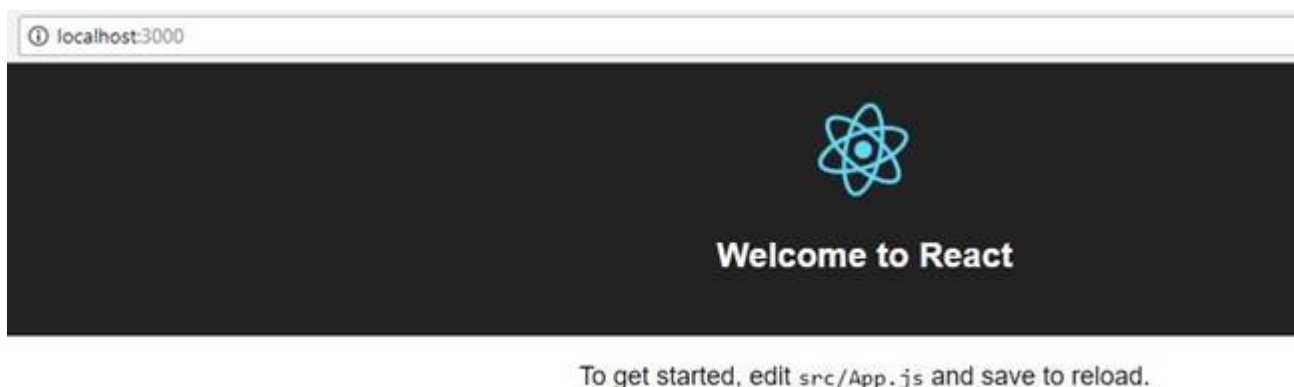 localhost:3000
Welcome to React
To get started, edit src/App.js and save to reload.